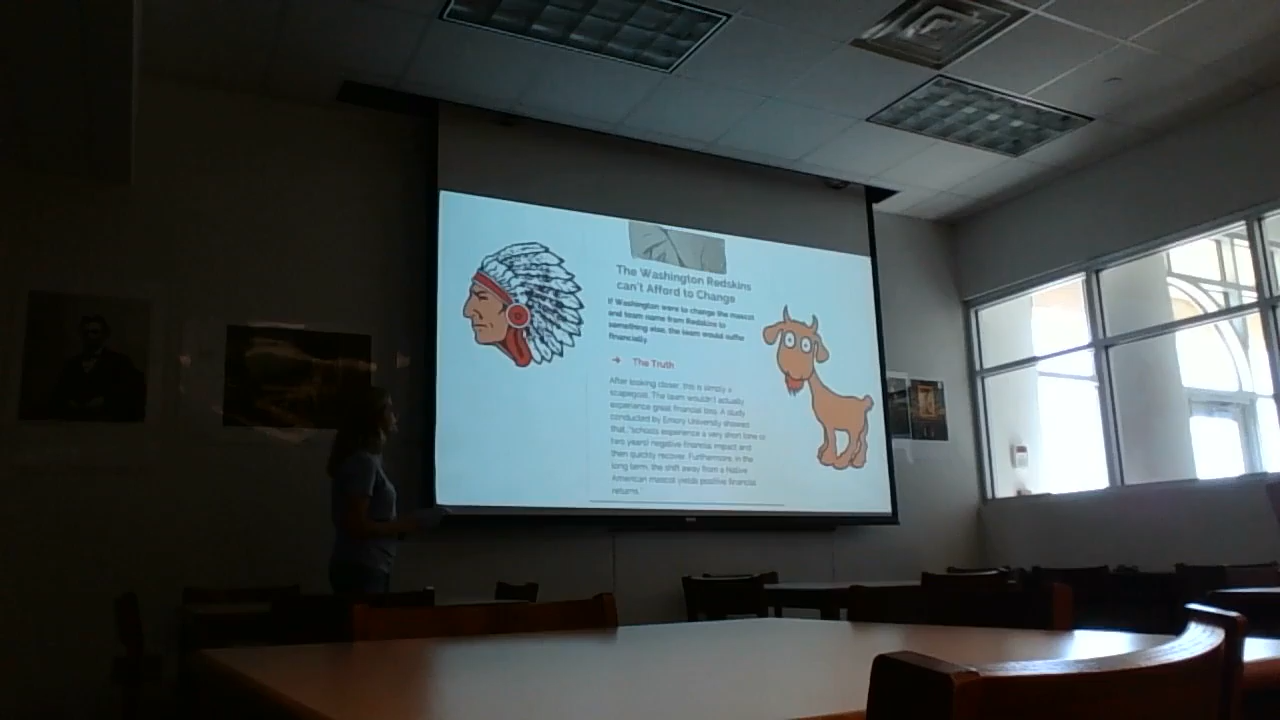 The Washington Redskins
can't Afford to Change
If Washington were to change the mascot
and team name from Redskins to
something else, the team would suffer
financially.
➔ The Truth
After looking closer, this is simply a
scapegoat. The team wouldn't actually
experience great financial loss. A study
conducted by Emory University showed
that, "schools experience a very short (one or
two years) negative financial impact and
then quickly recover. Furthermore, in the
long term, the shift away from a Native
American mascot yields positive financial
returns."